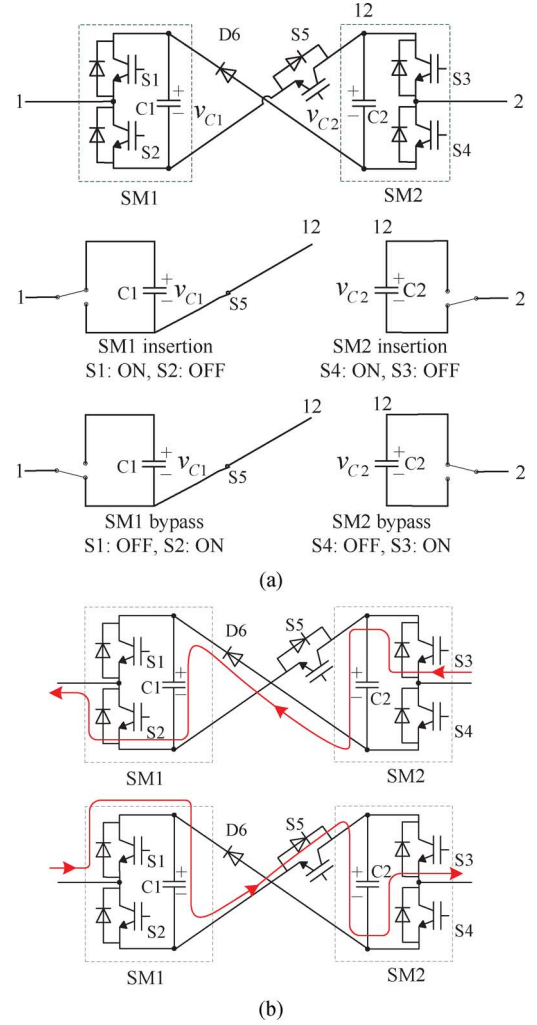 12
D6
S5
S1
S3
1
C1
+
−
vC1
vC2
+
−
C2
2
S2
S4
SM1
SM2
12
12
1
C1
+
−
vC1
S5
vC2
+
−
C2
2
SM1 insertion
SM2 insertion
S1: ON, S2: OFF
S4: ON, S3: OFF
12
12
1
C1
+
−
vC1
S5
vC2
+
−
C2
2
SM1 bypass
SM2 bypass
S1: OFF, S2: ON
S4: OFF, S3: ON
(a)
D6
S5
S1
S3
C1
+
−
+
−
C2
S2
S4
SM1
SM2
D6
S5
S1
S3
C1
+
−
+
−
C2
S2
S4
SM1
SM2
(b)